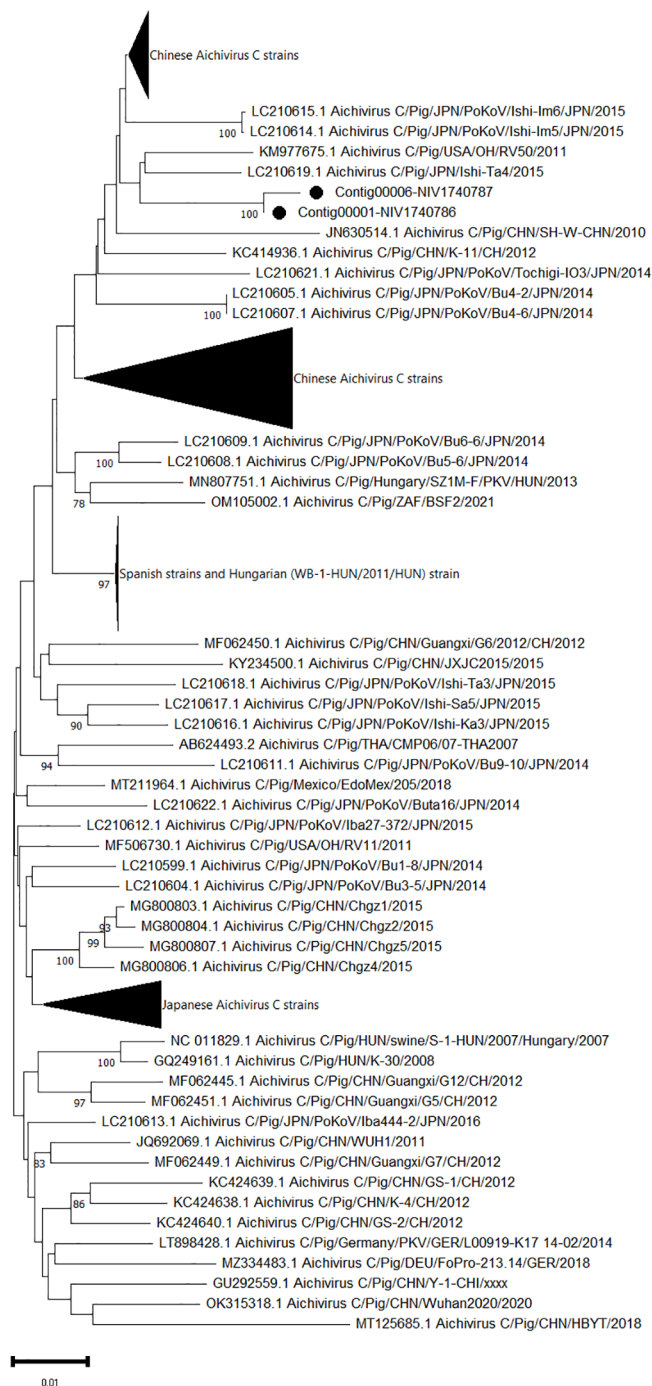 Chinese Aichivirus C strains
LC210615.1 Aichivirus C/Pig/JPN/PoKoV/Ishi-Im6/JPN/2015
100
LC210614.1 Aichivirus C/Pig/JPN/PoKoV/Ishi-Im5/JPN/2015
KM977675.1 Aichivirus C/Pig/USA/OH/RV50/2011
LC210619.1 Aichivirus C/Pig/JPN/Ishi-Ta4/2015
Contig00006-NIV1740787
100
Contig00001-NIV1740786
JN630514.1 Aichivirus C/Pig/CHN/SH-W-CHN/2010
KC414936.1 Aichivirus C/Pig/CHN/K-11/CH/2012
LC210621.1 Aichivirus C/Pig/JPN/PoKoV/Tochigi-IO3/JPN/2014
LC210605.1 Aichivirus C/Pig/JPN/PoKoV/Bu4-2/JPN/2014
100
LC210607.1 Aichivirus C/Pig/JPN/PoKoV/Bu4-6/JPN/2014
Chinese Aichivirus C strains
LC210609.1 Aichivirus C/Pig/JPN/PoKoV/Bu6-6/JPN/2014
100
LC210608.1 Aichivirus C/Pig/JPN/PoKoV/Bu5-6/JPN/2014
MN807751.1 Aichivirus C/Pig/Hungary/SZ1M-F/PKV/HUN/2013
78
OM105002.1 Aichivirus C/Pig/ZAF/BSF2/2021
97
Spanish strains and Hungarian (WB-1-HUN/2011/HUN) strain
MF062450.1 Aichivirus C/Pig/CHN/Guangxi/G6/2012/CH/2012
KY234500.1 Aichivirus C/Pig/CHN/JXJC2015/2015
LC210618.1 Aichivirus C/Pig/JPN/PoKoV/Ishi-Ta3/JPN/2015
LC210617.1 Aichivirus C/Pig/JPN/PoKoV/Ishi-Sa5/JPN/2015
90
LC210616.1 Aichivirus C/Pig/JPN/PoKoV/Ishi-Ka3/JPN/2015
AB624493.2 Aichivirus C/Pig/THA/CMP06/07-THA2007
94
LC210611.1 Aichivirus C/Pig/JPN/PoKoV/Bu9-10/JPN/2014
MT211964.1 Aichivirus C/Pig/Mexico/EdoMex/205/2018
LC210622.1 Aichivirus C/Pig/JPN/PoKoV/Buta16/JPN/2014
LC210612.1 Aichivirus C/Pig/JPN/PoKoV/Iba27-372/JPN/2015
MF506730.1 Aichivirus C/Pig/USA/OH/RV11/2011
LC210599.1 Aichivirus C/Pig/JPN/PoKoV/Bu1-8/JPN/2014
LC210604.1 Aichivirus C/Pig/JPN/PoKoV/Bu3-5/JPN/2014
MG800803.1 Aichivirus C/Pig/CHN/Chgz1/2015
93
MG800804.1 Aichivirus C/Pig/CHN/Chgz2/2015
99
MG800807.1 Aichivirus C/Pig/CHN/Chgz5/2015
100
MG800806.1 Aichivirus C/Pig/CHN/Chgz4/2015
Japanese Aichivirus C strains
NC 011829.1 Aichivirus C/Pig/HUN/swine/S-1-HUN/2007/Hungary/2007
100
GQ249161.1 Aichivirus C/Pig/HUN/K-30/2008
MF062445.1 Aichivirus C/Pig/CHN/Guangxi/G12/CH/2012
97
MF062451.1 Aichivirus C/Pig/CHN/Guangxi/G5/CH/2012
LC210613.1 Aichivirus C/Pig/JPN/PoKoV/Iba444-2/JPN/2016
JQ692069.1 Aichivirus C/Pig/CHN/WUH1/2011
83
MF062449.1 Aichivirus C/Pig/CHN/Guangxi/G7/CH/2012
KC424639.1 Aichivirus C/Pig/CHN/GS-1/CH/2012
86
KC424638.1 Aichivirus C/Pig/CHN/K-4/CH/2012
KC424640.1 Aichivirus C/Pig/CHN/GS-2/CH/2012
LT898428.1 Aichivirus C/Pig/Germany/PKV/GER/L00919-K17 14-02/2014
MZ334483.1 Aichivirus C/Pig/DEU/FoPro-213.14/GER/2018
GU292559.1 Aichivirus C/Pig/CHN/Y-1-CHI/xxxx
OK315318.1 Aichivirus C/Pig/CHN/Wuhan2020/2020
MT125685.1 Aichivirus C/Pig/CHN/HBYT/2018
0.01